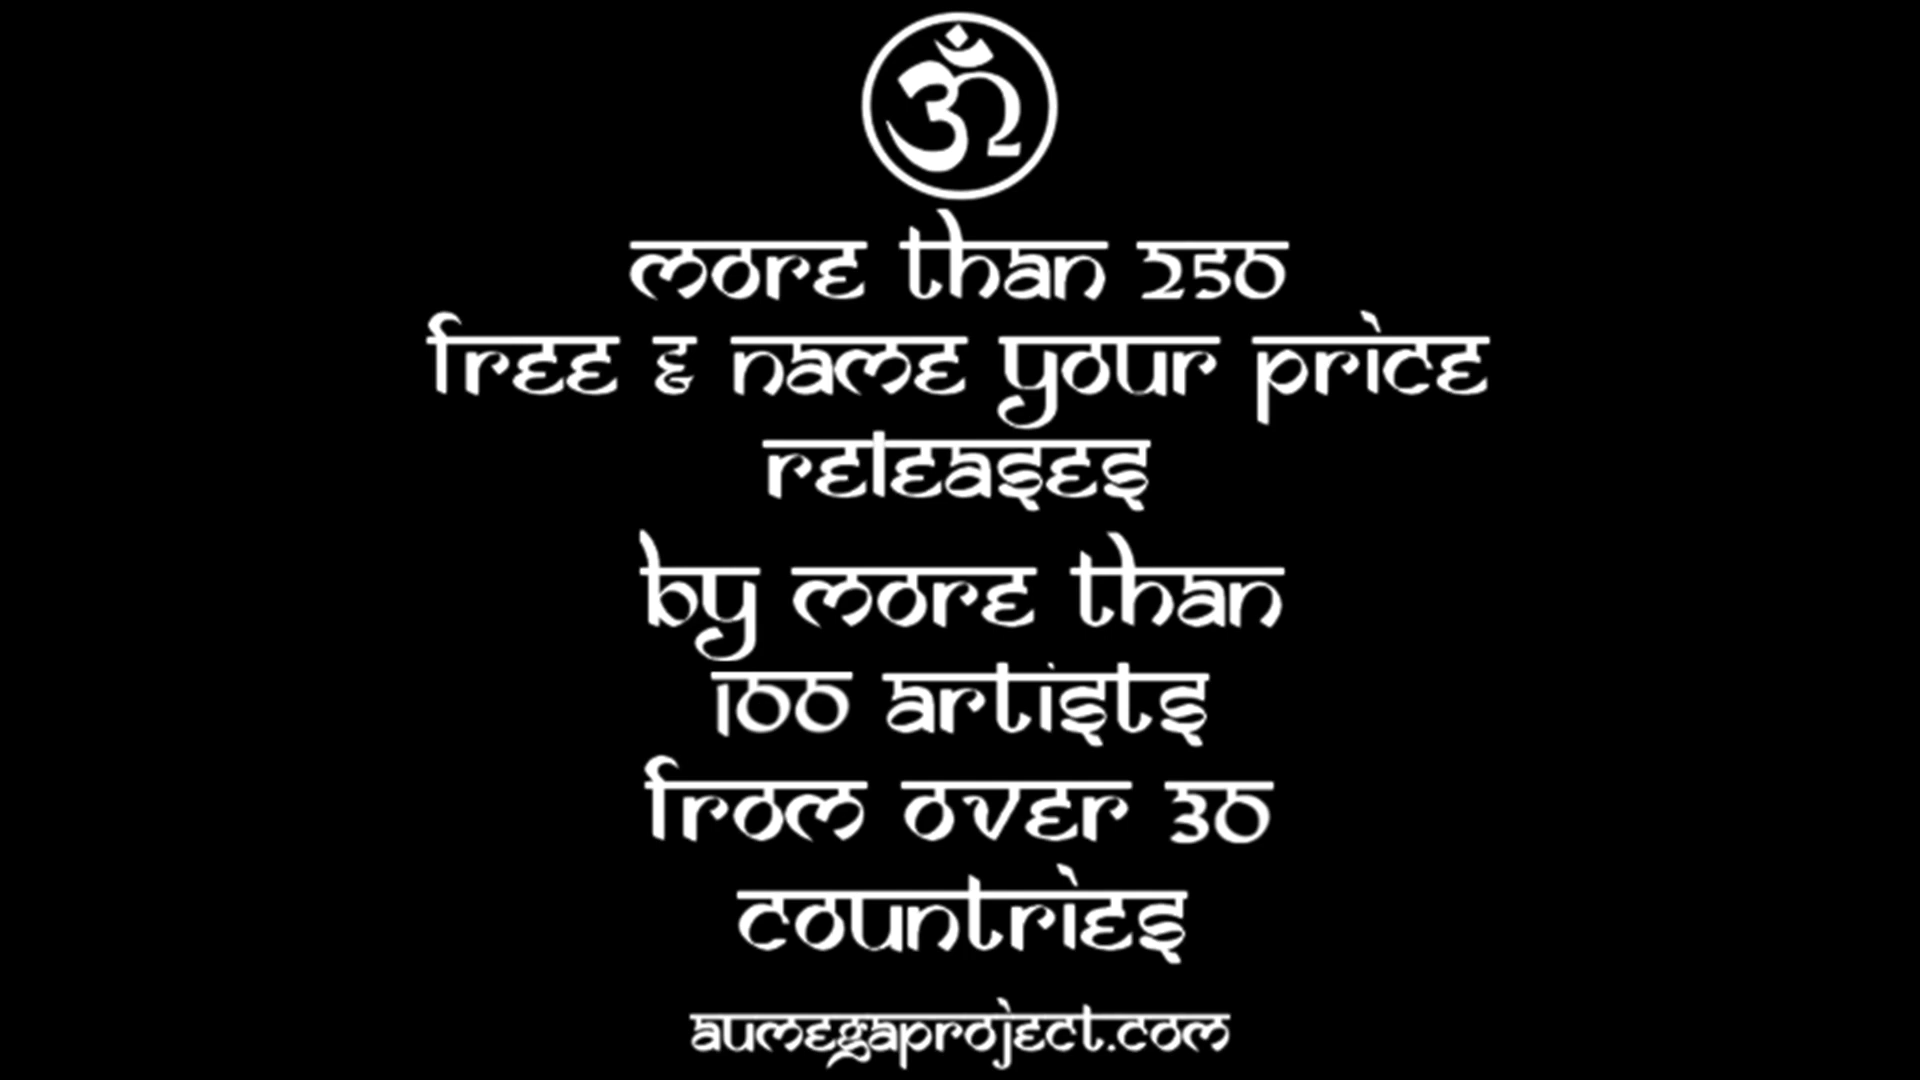 ॐ
more than 250
free & name your price
releases
by more than
100 artists
from over 30
countries
aumegaproject.com